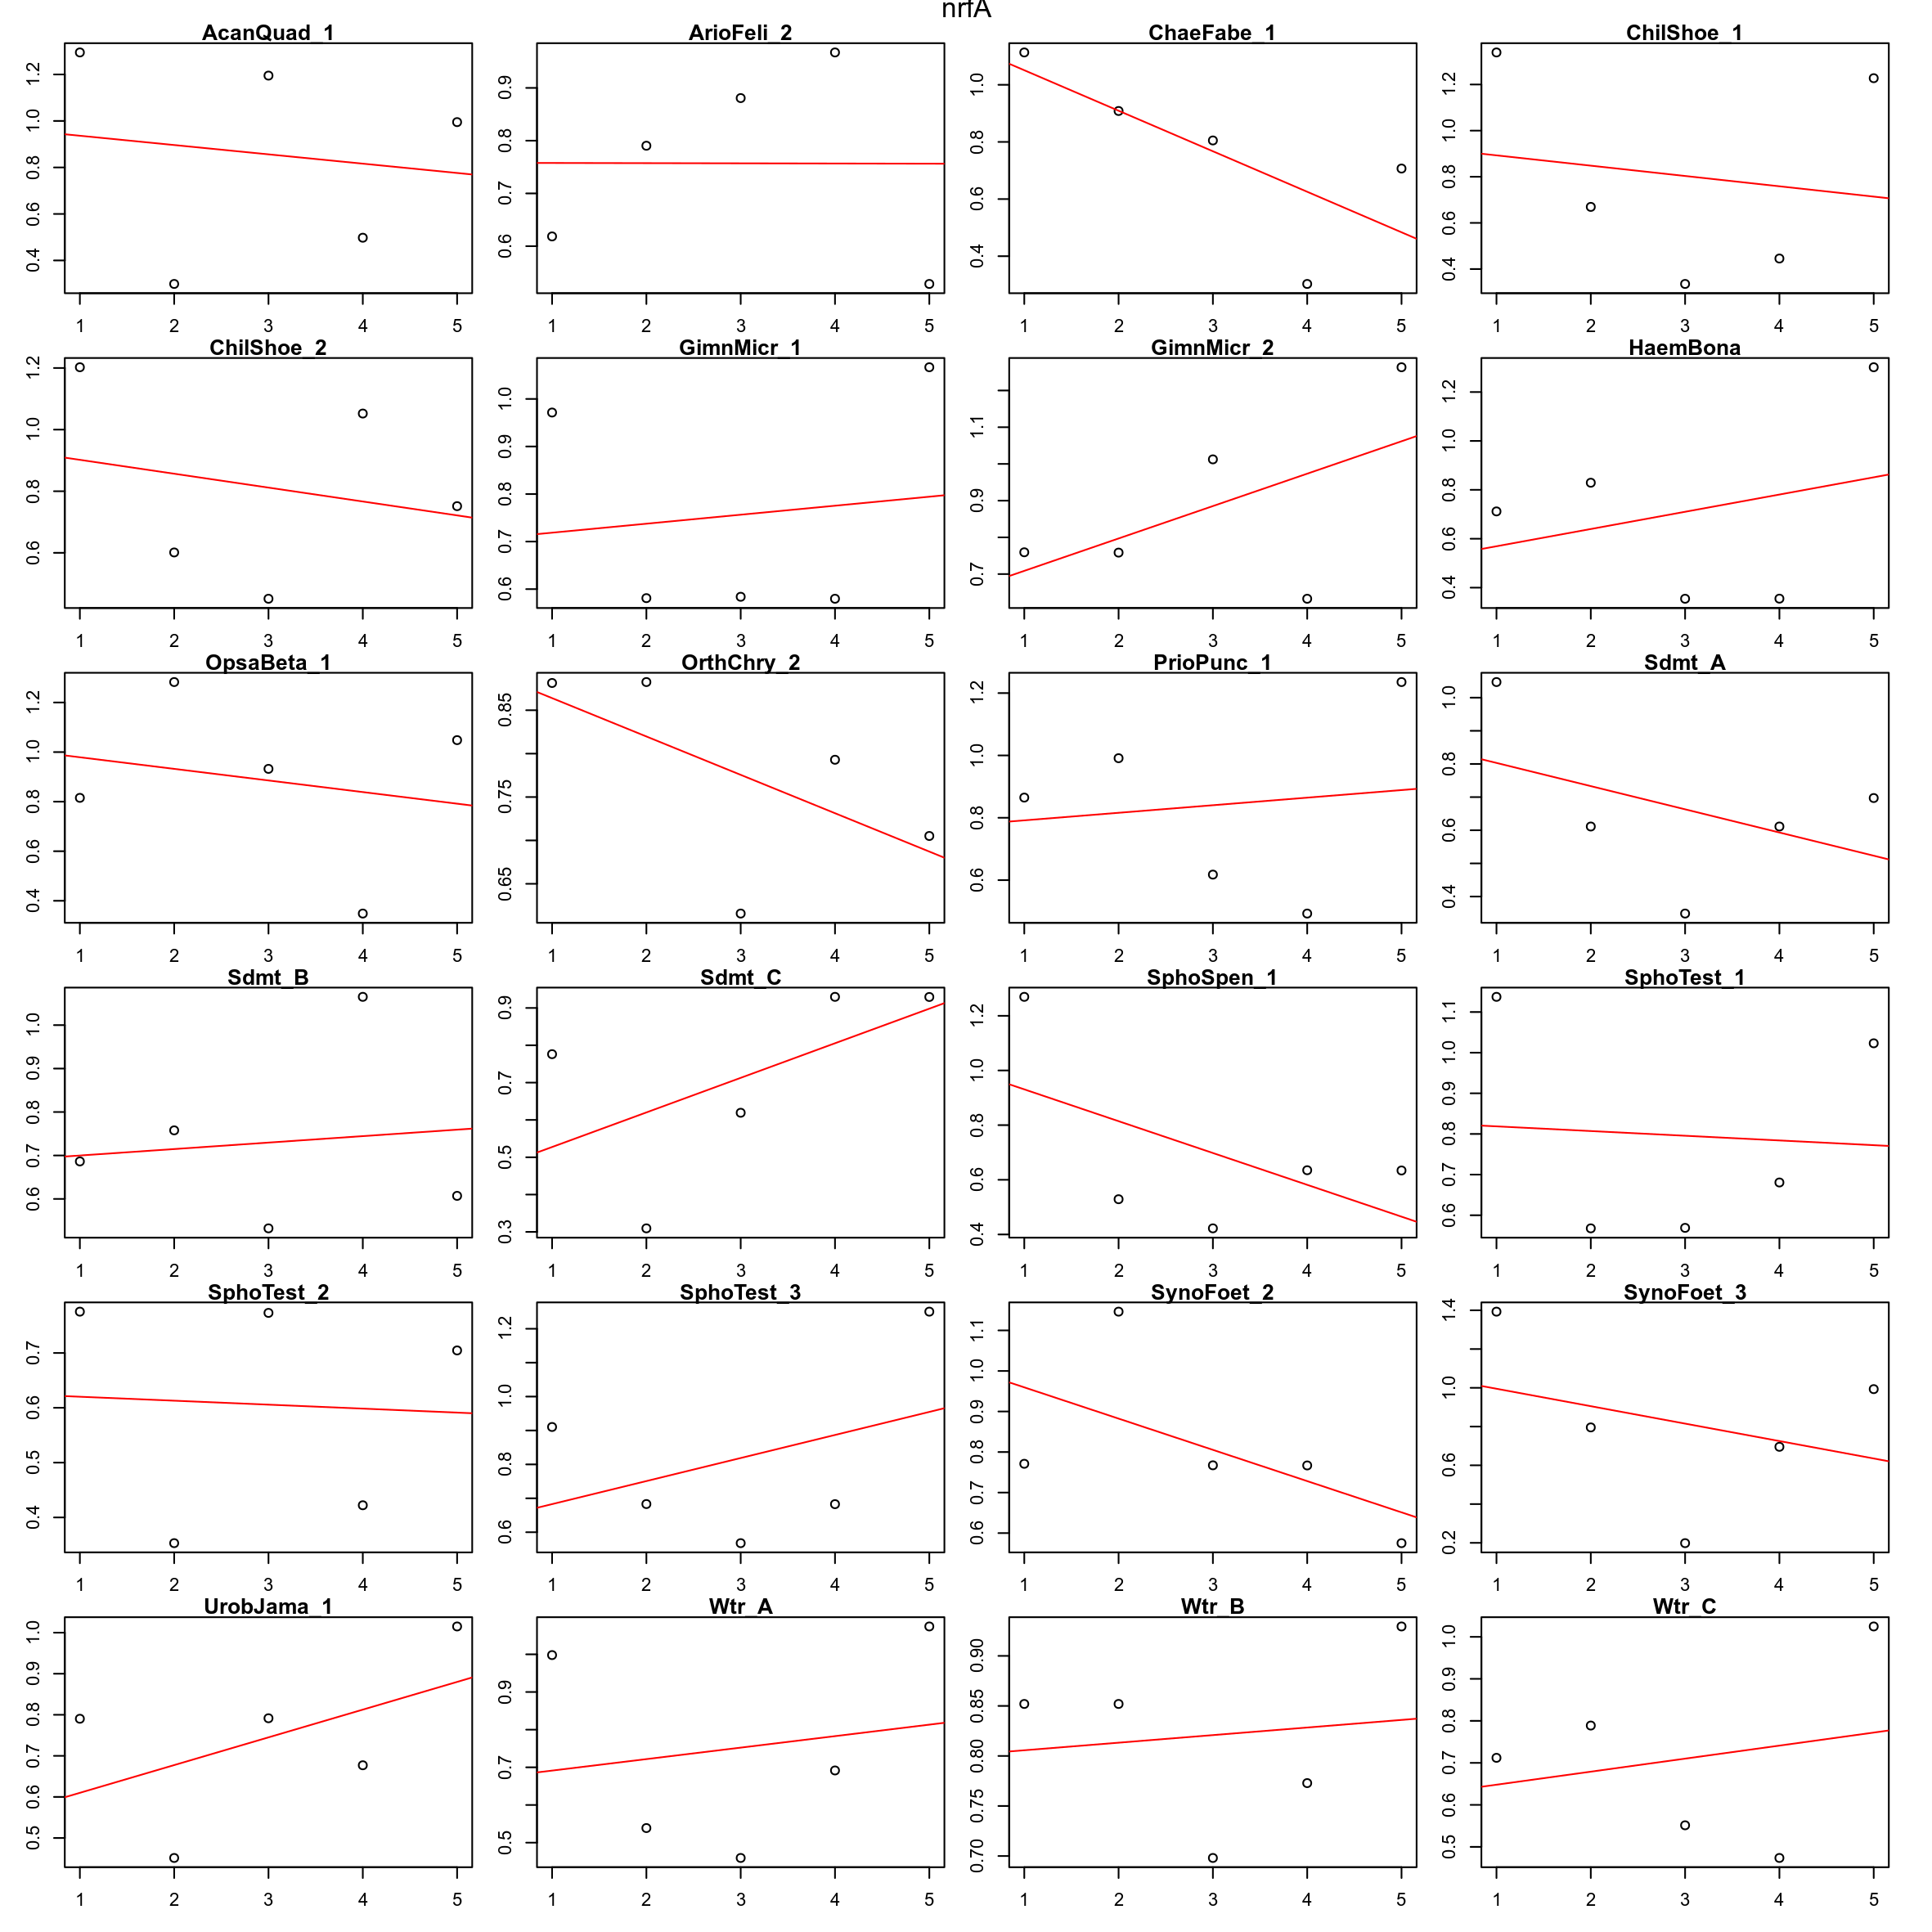 nrfA
AcanQuad_1 ArioFeli_2 ChaeFabe_1 ChilShoe_1
0.4 0.6 0.8 1.0 1.2 0.6 0.7 0.8 0.9 0.4 0.6 0.8 1.0 0.4 0.6 0.8 1.0 1.2
1 2 3 4 5 1 2 3 4 5 1 2 3 4 5 1 2 3 4 5
ChilShoe_2 GimnMicr_1 GimnMicr_2 HaemBona
0.6 0.8 1.0 1.2 0.6 0.7 0.8 0.9 1.0 0.7 0.9 1.1 0.4 0.6 0.8 1.0 1.2
1 2 3 4 5 1 2 3 4 5 1 2 3 4 5 1 2 3 4 5
OpsaBeta_1 OrthChry_2 PrioPunc_1 Sdmt_A
0.4 0.6 0.8 1.0 1.2 0.65 0.75 0.85 0.6 0.8 1.0 1.2 0.4 0.6 0.8 1.0
1 2 3 4 5 1 2 3 4 5 1 2 3 4 5 1 2 3 4 5
Sdmt_B Sdmt_C SphoSpen_1 SphoTest_1
0.6 0.7 0.8 0.9 1.0 0.3 0.5 0.7 0.9 0.4 0.6 0.8 1.0 1.2 0.6 0.7 0.8 0.9 1.0 1.1
1 2 3 4 5 1 2 3 4 5 1 2 3 4 5 1 2 3 4 5
SphoTest_2 SphoTest_3 SynoFoet_2 SynoFoet_3
0.4 0.5 0.6 0.7 0.6 0.8 1.0 1.2 0.6 0.7 0.8 0.9 1.0 1.1 0.2 0.6 1.0 1.4
1 2 3 4 5 1 2 3 4 5 1 2 3 4 5 1 2 3 4 5
UrobJama_1 Wtr_A Wtr_B Wtr_C
0.5 0.6 0.7 0.8 0.9 1.0 0.5 0.7 0.9 0.70 0.75 0.80 0.85 0.90 0.5 0.6 0.7 0.8 0.9 1.0
1 2 3 4 5 1 2 3 4 5 1 2 3 4 5 1 2 3 4 5